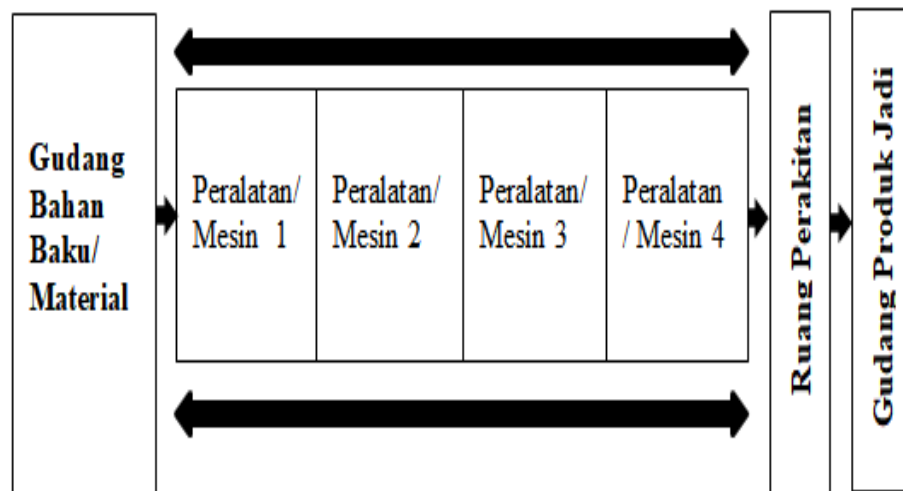 Gudang
Bahan
Baku/
Material
Peralatan/
Mesin 1
Peralatan/
Mesin 2
Peralatan/
Mesin 3
Peralatan
/ Mesin 4
Ruang Perakitan
Gudang Produk Jadi